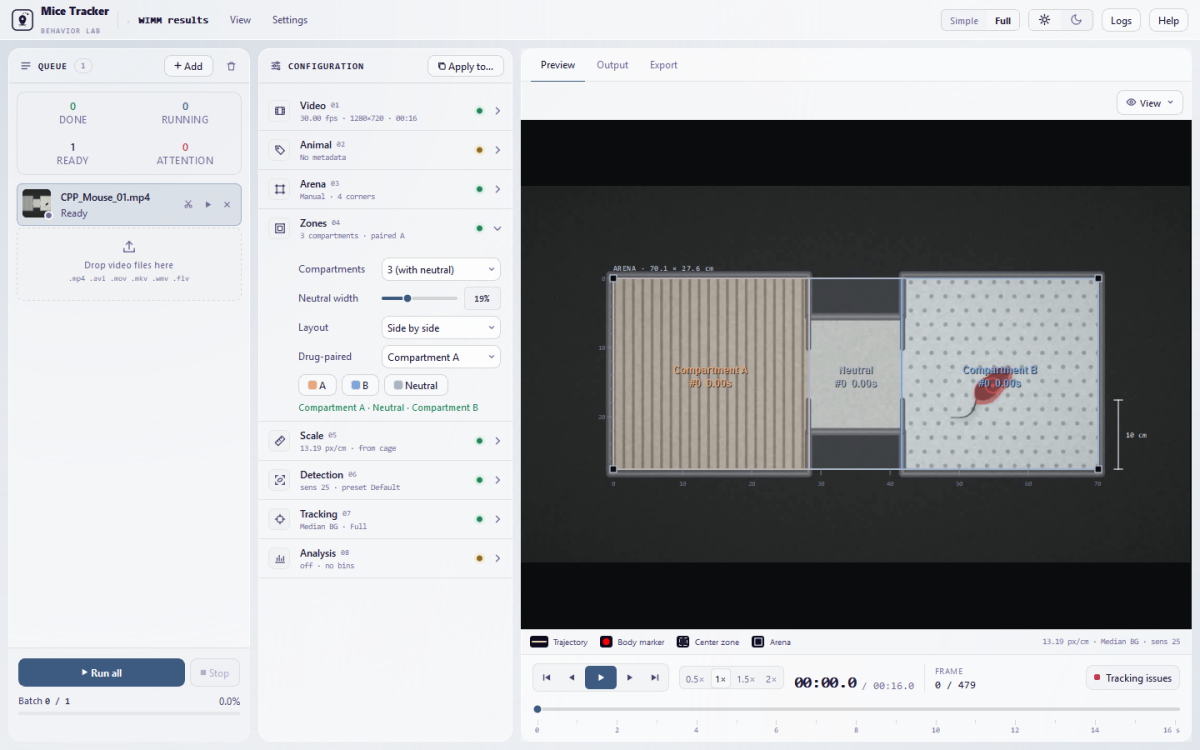 Mice Tracker
BEHAVIOR LAB
WIMM results
View
Settings
Simple
Full
Logs
Help
QUEUE 1
+ Add
0
DONE
0
RUNNING
1
READY
0
ATTENTION
CPP_Mouse_01.mp4
Ready
Drop video files here
.mp4 .avi .mov .mkv .wmv .flv
Run all
Stop
Batch 0 / 1
0.0%
CONFIGURATION
Apply to...
Video 01
30.00 fps · 1280×720 · 00:16
Animal 02
No metadata
Arena 03
Manual · 4 corners
Zones 04
3 compartments · paired A
Compartments
3 (with neutral)
Neutral width
19%
Layout
Side by side
Drug-paired
Compartment A
A
B
Neutral
Compartment A · Neutral · Compartment B
Scale 05
13.19 px/cm · from cage
Detection 06
sens 25 · preset Default
Tracking 07
Median BG · Full
Analysis 08
off · no bins
Preview
Output
Export
View
ARENA · 70.1 × 27.6 cm
0
10
20
Compartment A
#0 0.00s
Neutral
#0 0.00s
Compartment B
#0 0.00s
10 cm
0 10 20 30 40 50 60 70
Trajectory
Body marker
Center zone
Arena
13.19 px/cm · Median BG · sens 25
0.5×
1×
1.5×
2×
00:00.0 / 00:16.0
FRAME
0 / 479
Tracking issues
0 2 4 6 8 10 12 14 16 s